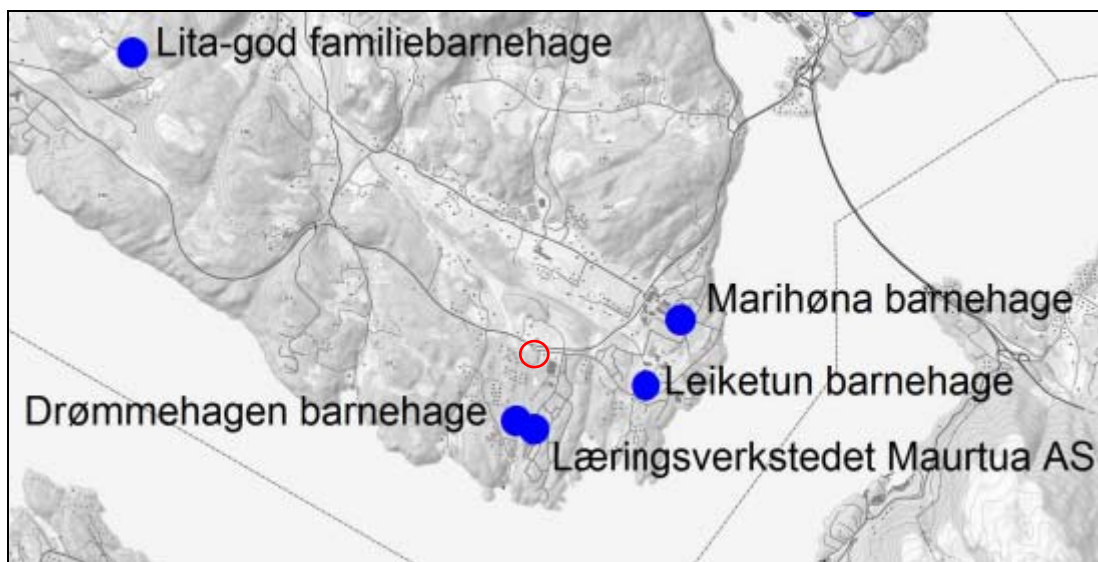 Lita-god familiebarnehage
Marihøna barnehage
Leiketun barnehage
Drømmehagen barnehage
Læringsverkstedet Maurtua AS